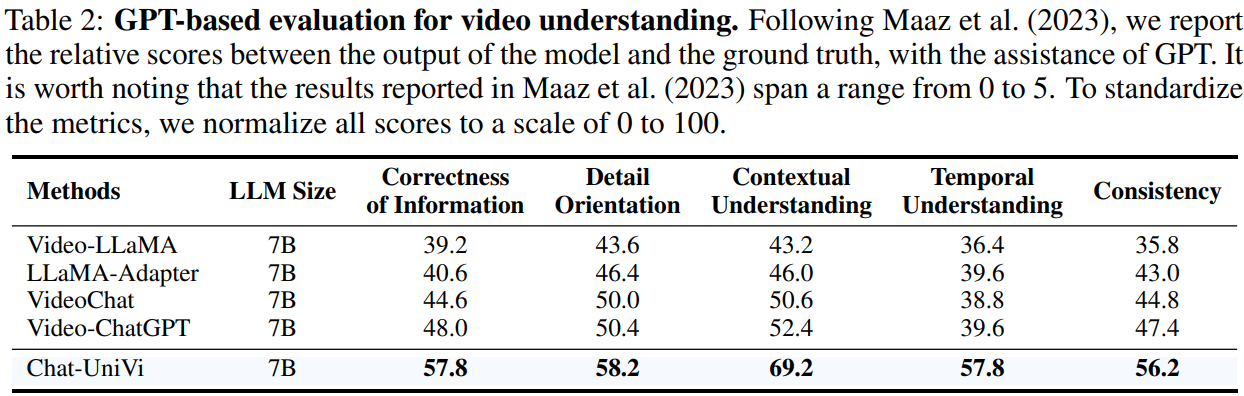 Table 2: GPT-based evaluation for video understanding. Following Maaz et al. (2023), we report
the relative scores between the output of the model and the ground truth, with the assistance of GPT. It
is worth noting that the results reported in Maaz et al. (2023) span a range from 0 to 5. To standardize
the metrics, we normalize all scores to a scale of 0 to 100.
Methods LLM Size Correctness of Information Detail Orientation Contextual Understanding Temporal Understanding Consistency
Video-LLaMA 7B 39.2 43.6 43.2 36.4 35.8
LLaMA-Adapter 7B 40.6 46.4 46.0 39.6 43.0
VideoChat 7B 44.6 50.0 50.6 38.8 44.8
Video-ChatGPT 7B 48.0 50.4 52.4 39.6 47.4
Chat-UniVi 7B 57.8 58.2 69.2 57.8 56.2